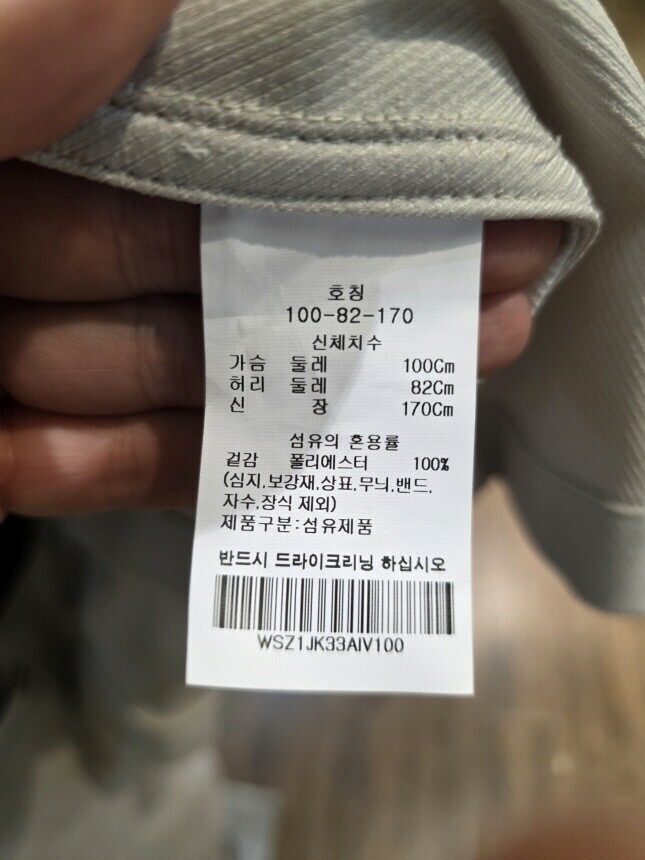 호칭
100-82-170
신체치수
가슴 둘레 100Cm
허리 둘레 82Cm
신 장 170Cm
섬유의 혼용률
겉감 폴리에스터 100%
(심지,보강재,상표,무늬,밴드,
자수,장식 제외)
제품구분:섬유제품
반드시 드라이크리닝 하십시오
WSZ1JK33AIV100